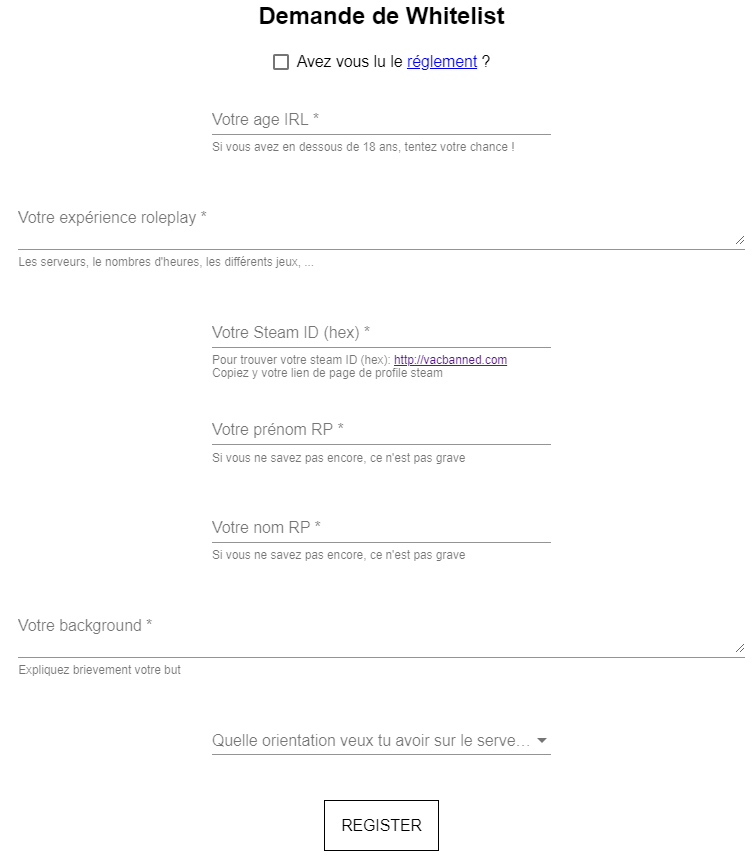 Demande de Whitelist
Avez vous lu le réglement ?
Votre age IRL *
Si vous avez en dessous de 18 ans, tentez votre chance !
Votre expérience roleplay *
Les serveurs, le nombres d'heures, les différents jeux, ...
Votre Steam ID (hex) *
Pour trouver votre steam ID (hex): http://vacbanned.com
Copiez y votre lien de page de profile steam
Votre prénom RP *
Si vous ne savez pas encore, ce n'est pas grave
Votre nom RP *
Si vous ne savez pas encore, ce n'est pas grave
Votre background *
Expliquez brievement votre but
Quelle orientation veux tu avoir sur le serve...
REGISTER